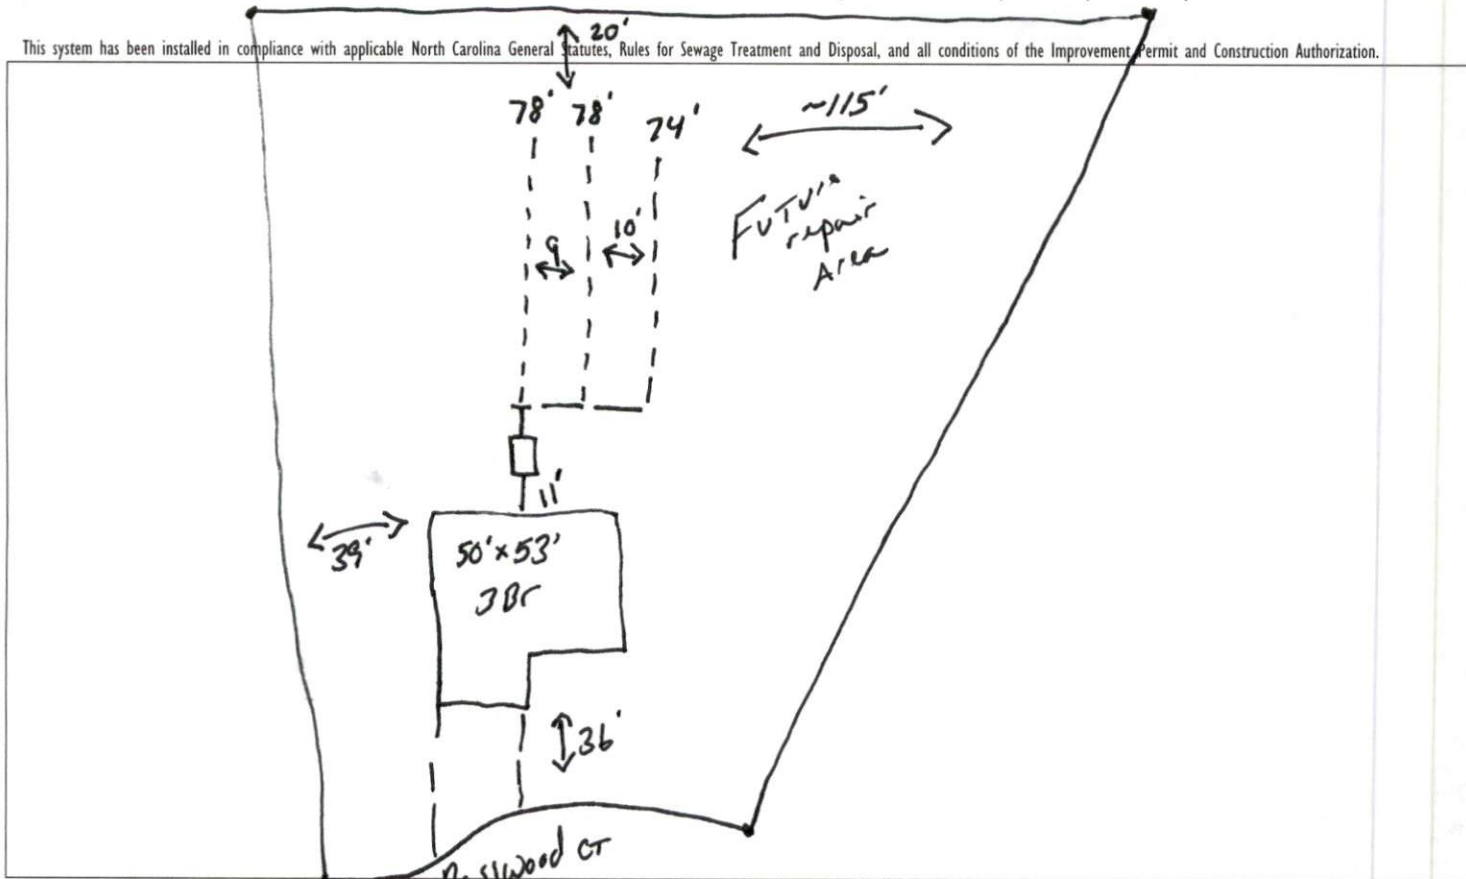 20'
This system has been installed in compliance with applicable North Carolina General Statutes, Rules for Sewage Treatment and Disposal, and all conditions of the Improvement Permit and Construction Authorization.
78' 78' 74'
~115'
Future
repair
Area
9 10'
11'
39'
50'x53'
3Br
36'
CT